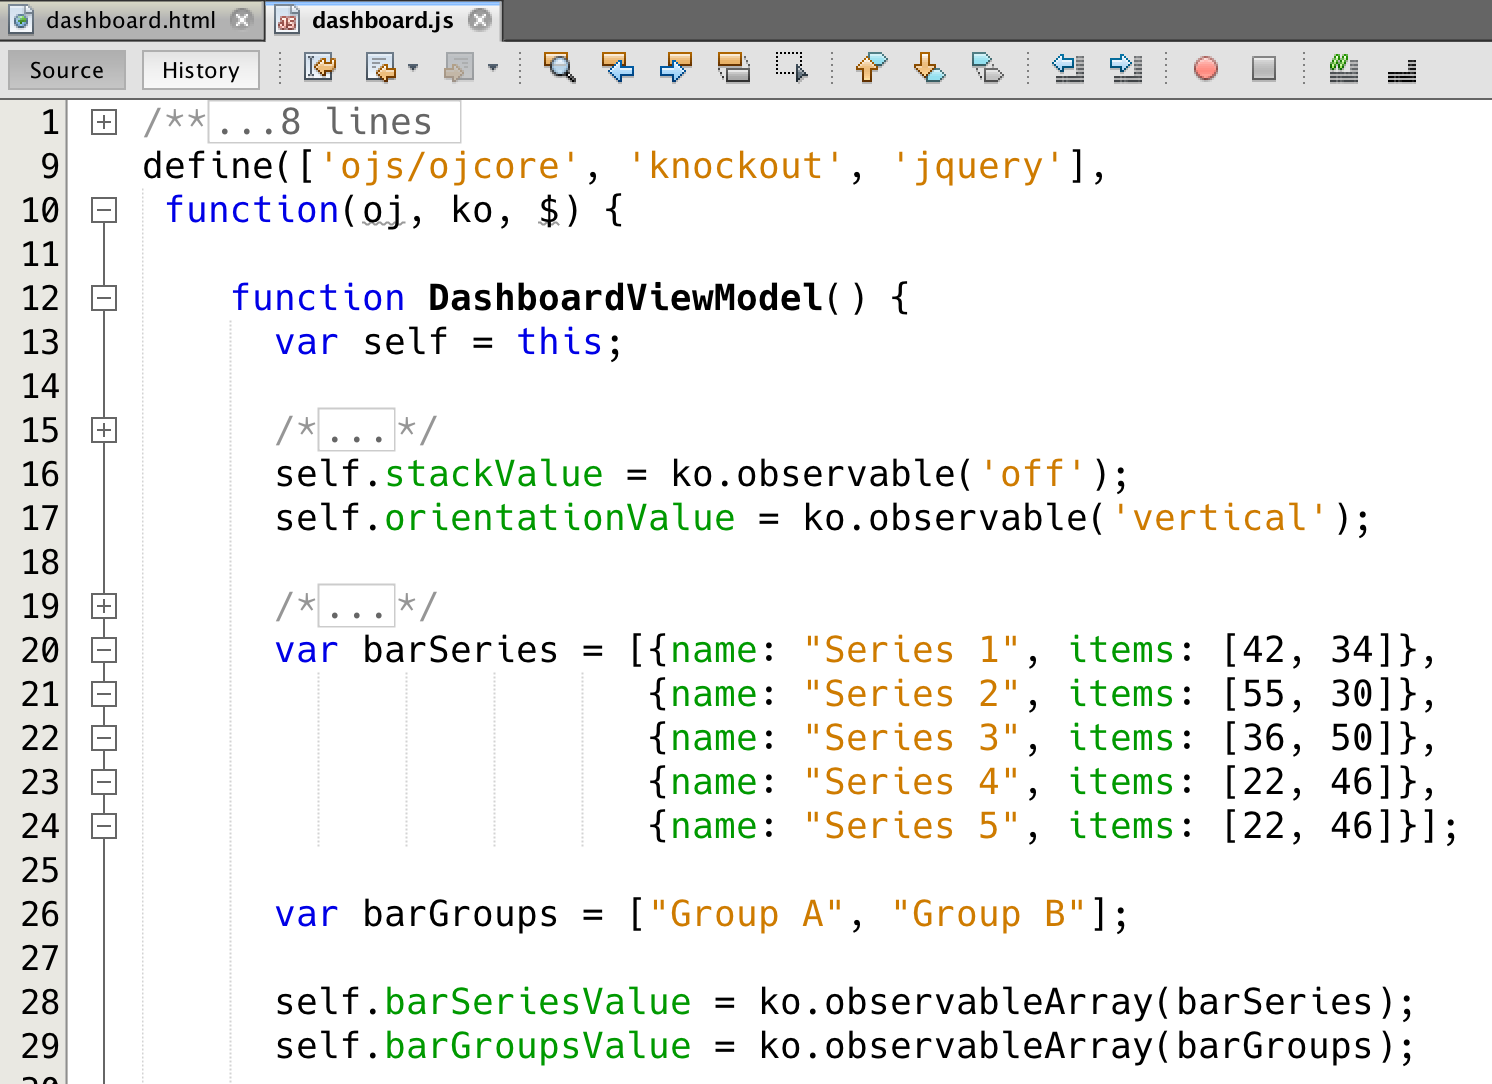 dashboard.html dashboard.js
Source History
1 /**...8 lines
9 define(['ojs/ojcore', 'knockout', 'jquery'],
10 function(oj, ko, $) {
11
12 function DashboardViewModel() {
13 var self = this;
14
15 /*...*/
16 self.stackValue = ko.observable('off');
17 self.orientationValue = ko.observable('vertical');
18
19 /*...*/
20 var barSeries = [{name: "Series 1", items: [42, 34]},
21 {name: "Series 2", items: [55, 30]},
22 {name: "Series 3", items: [36, 50]},
23 {name: "Series 4", items: [22, 46]},
24 {name: "Series 5", items: [22, 46]}];
25
26 var barGroups = ["Group A", "Group B"];
27
28 self.barSeriesValue = ko.observableArray(barSeries);
29 self.barGroupsValue = ko.observableArray(barGroups);